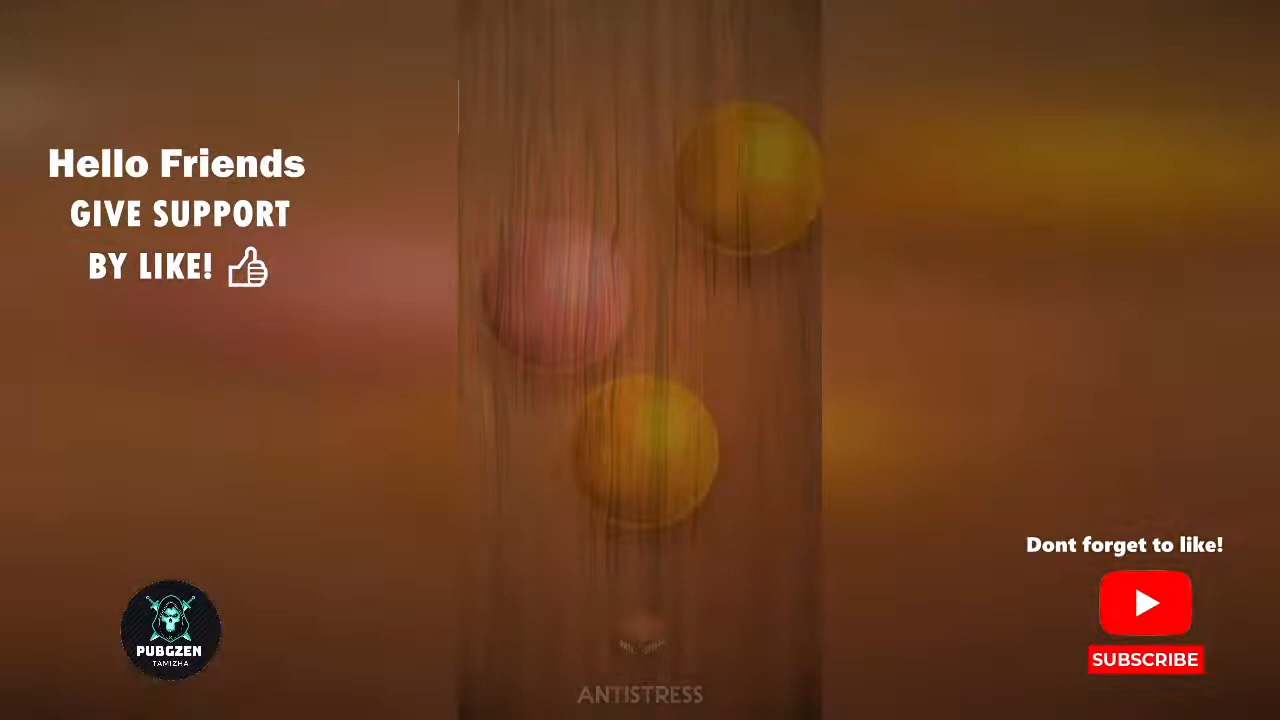 Hello Friends
GIVE SUPPORT
BY LIKE!
Dont forget to like!
SUBSCRIBE
PUBGZEN
TAMIZHA
ANTISTRESS